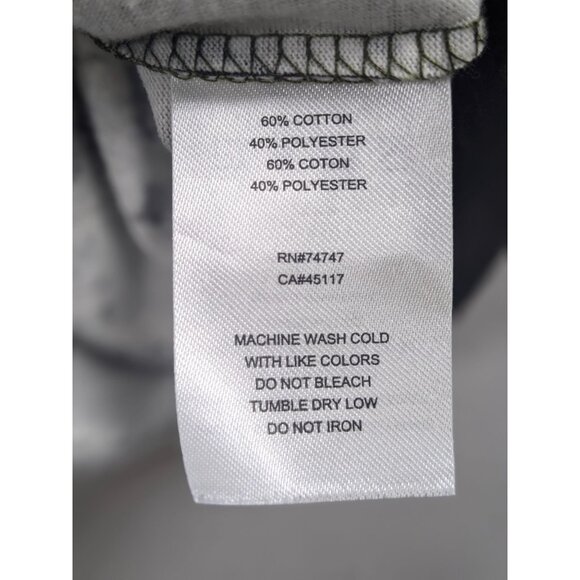 60% COTTON
40% POLYESTER
60% COTON
40% POLYESTER
RN#74747
CA#45117
MACHINE WASH COLD
WITH LIKE COLORS
DO NOT BLEACH
TUMBLE DRY LOW
DO NOT IRON